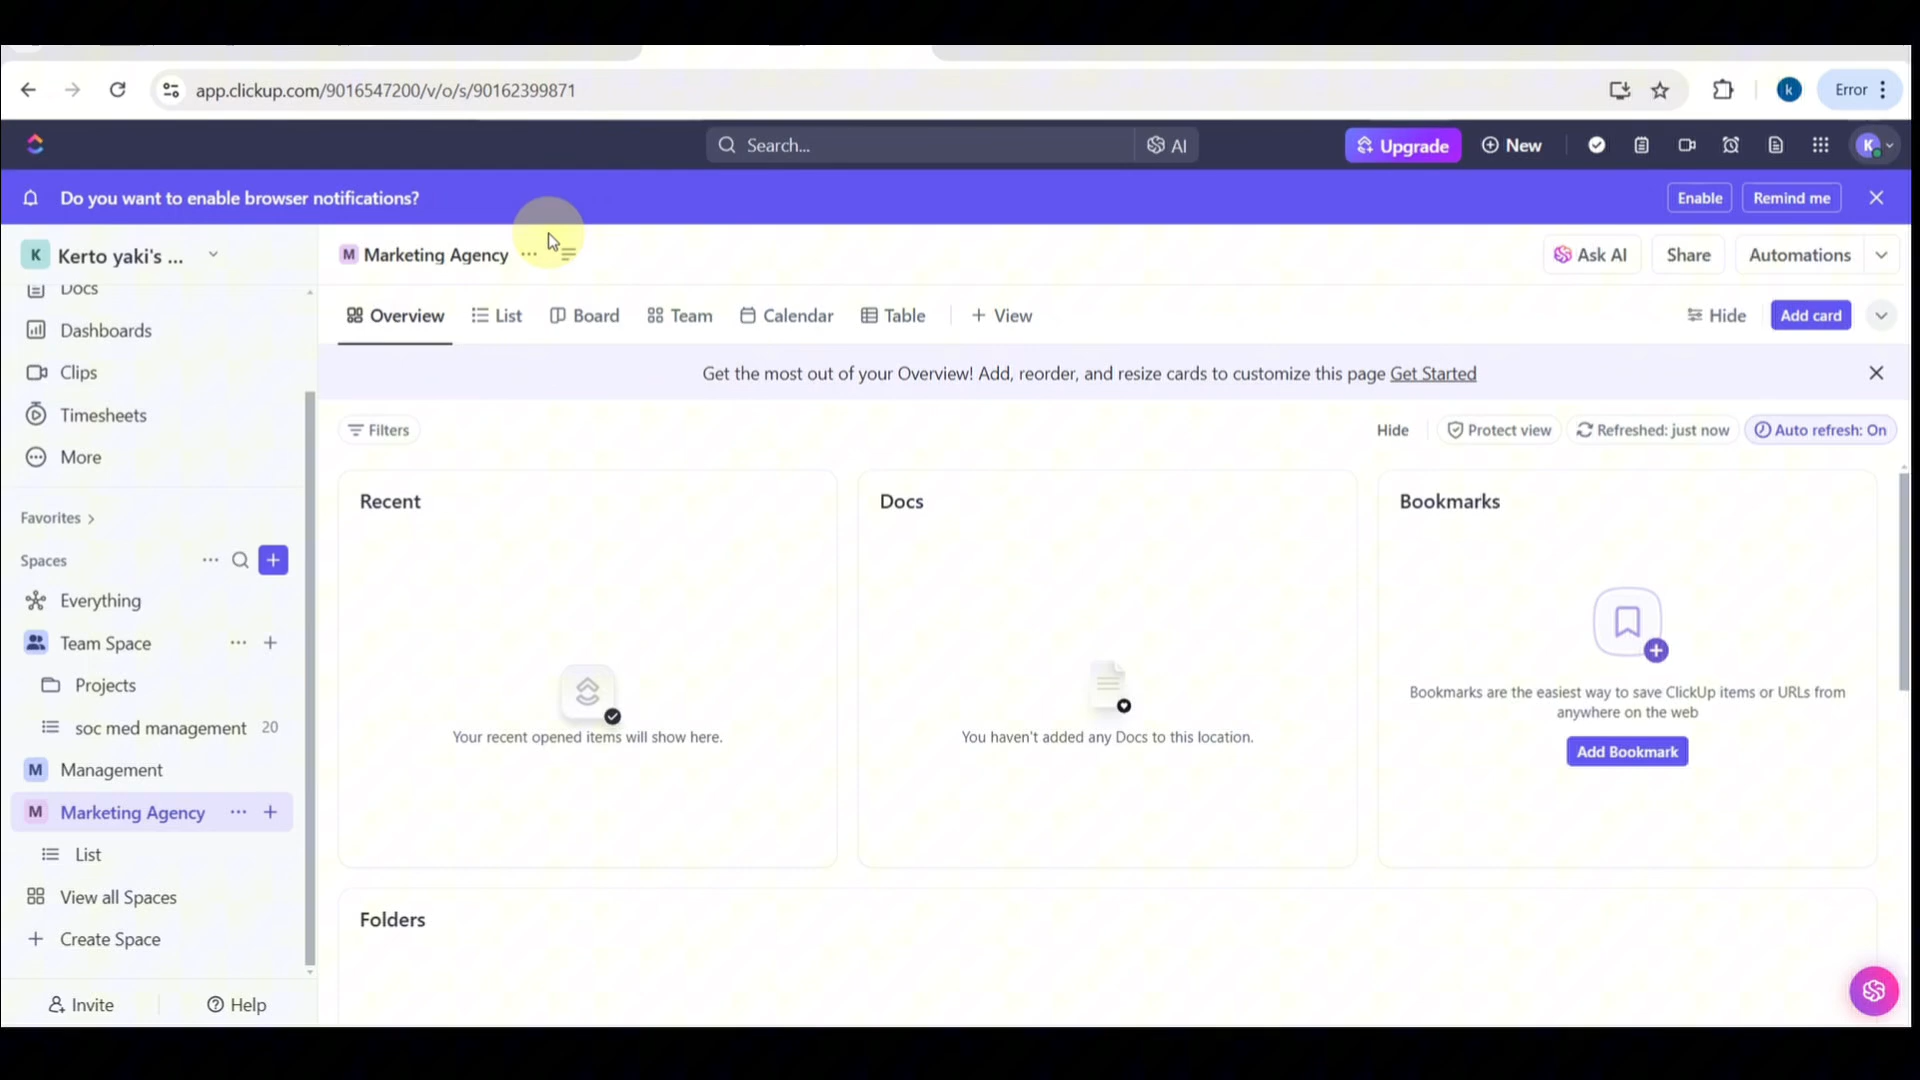 app.clickup.com/9016547200/v/o/s/90162399871
k
Error
Search...
AI
Upgrade
New
K
Do you want to enable browser notifications?
Enable
Remind me
K
Kerto yaki's ...
Docs
Dashboards
Clips
Timesheets
More
Favorites
Spaces
Everything
Team Space
Projects
soc med management 20
M Management
M Marketing Agency
List
View all Spaces
Create Space
Invite
Help
M Marketing Agency
Ask AI
Share
Automations
Overview
List
Board
Team
Calendar
Table
+ View
Hide
Add card
Get the most out of your Overview! Add, reorder, and resize cards to customize this page Get Started
Filters
Hide
Protect view
Refreshed: just now
Auto refresh: On
Recent
Your recent opened items will show here.
Docs
You haven't added any Docs to this location.
Bookmarks
Bookmarks are the easiest way to save ClickUp items or URLs from
anywhere on the web
Add Bookmark
Folders